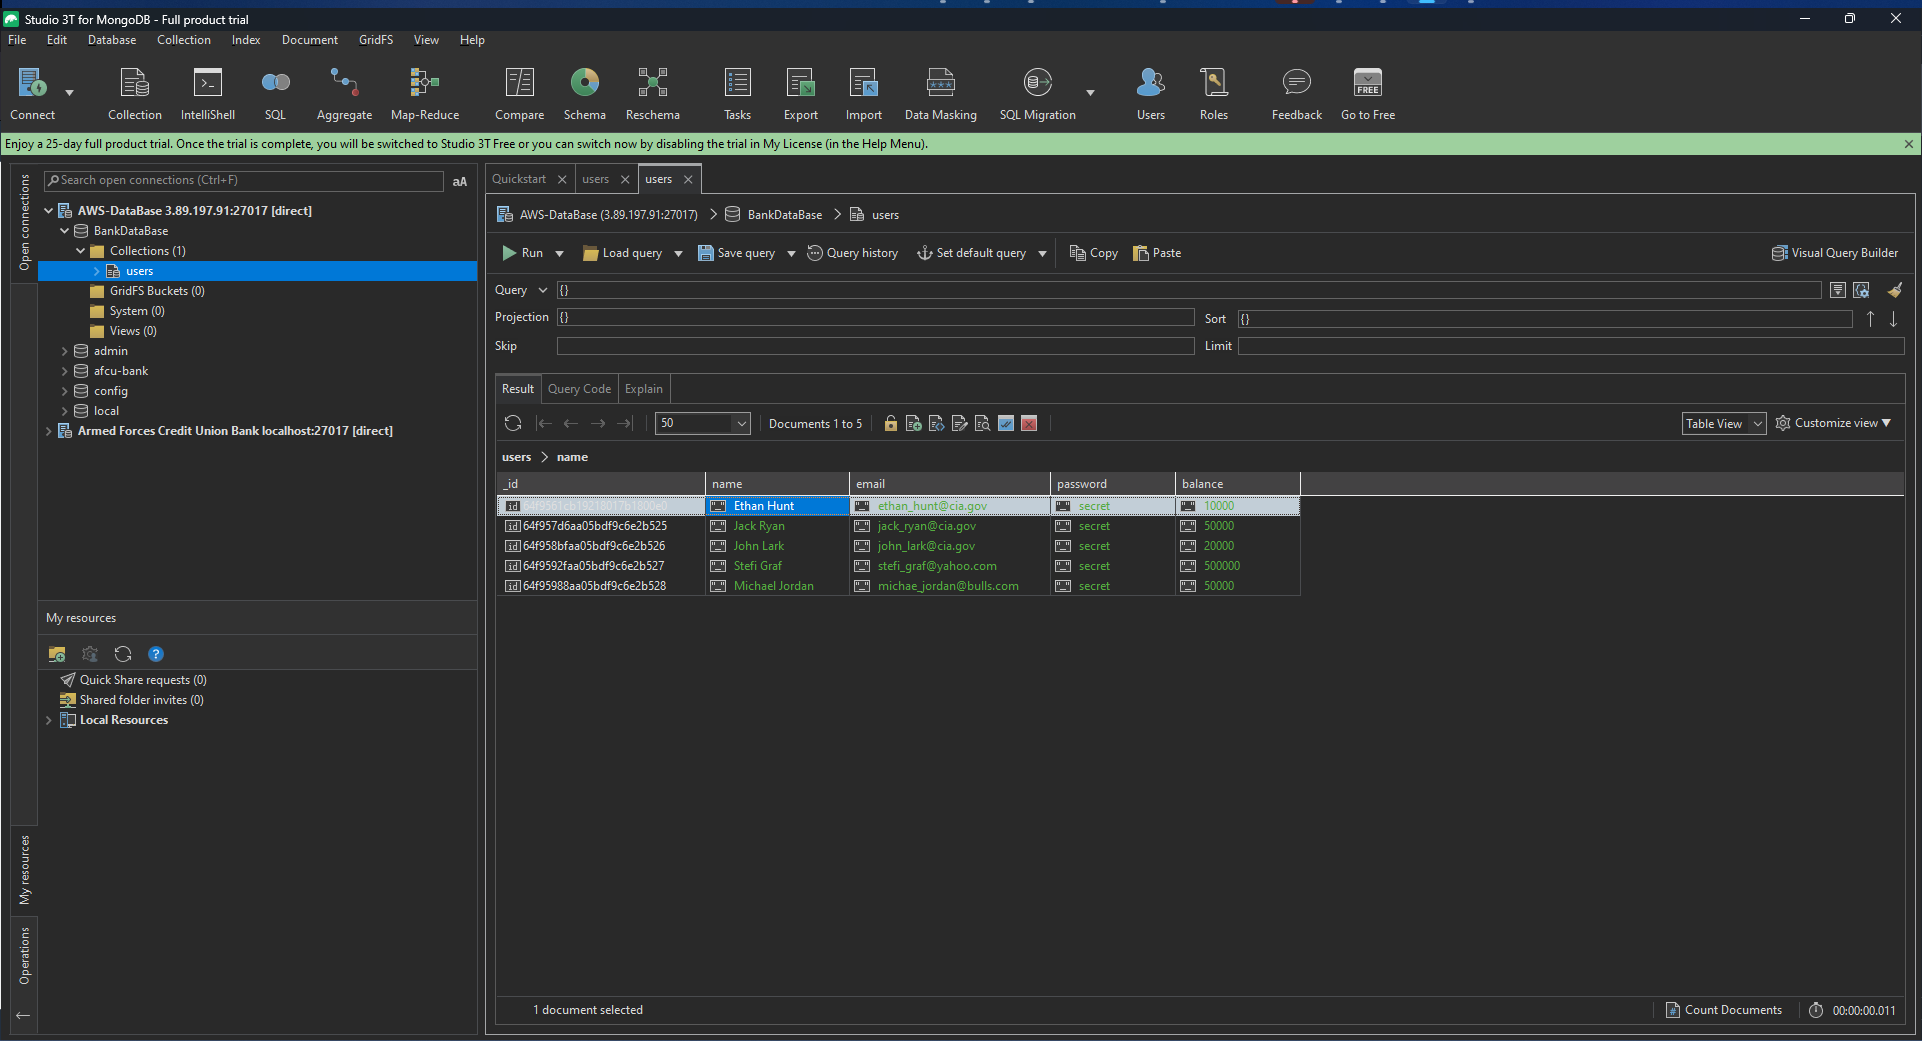 Studio 3T for MongoDB - Full product trial
File Edit Database Collection Index Document GridFS View Help
Connect Collection IntelliShell SQL Aggregate Map-Reduce Compare Schema Reschema Tasks Export Import Data Masking SQL Migration Users Roles Feedback Go to Free
Enjoy a 25-day full product trial. Once the trial is complete, you will be switched to Studio 3T Free or you can switch now by disabling the trial in My License (in the Help Menu).
Open connections
Search open connections (Ctrl+F) aA
AWS-DataBase 3.89.197.91:27017 [direct]
BankDataBase
Collections (1)
users
GridFS Buckets (0)
System (0)
Views (0)
admin
afcu-bank
config
local
Armed Forces Credit Union Bank localhost:27017 [direct]
My resources
Quick Share requests (0)
Shared folder invites (0)
Local Resources
My resources
Operations
Quickstart users users
AWS-DataBase (3.89.197.91:27017) BankDataBase users
Run Load query Save query Query history Set default query Copy Paste Visual Query Builder
Query {}
Projection {} Sort {}
Skip Limit
Result Query Code Explain
50 Documents 1 to 5 Table View Customize view
users > name
_id name email password balance
Ethan Hunt ethan_hunt@cia.gov secret 10000
64f957d6aa05bdf9c6e2b525 Jack Ryan jack_ryan@cia.gov secret 50000
64f958bfaa05bdf9c6e2b526 John Lark john_lark@cia.gov secret 20000
64f9592faa05bdf9c6e2b527 Stefi Graf stefi_graf@yahoo.com secret 500000
64f95988aa05bdf9c6e2b528 Michael Jordan michae_jordan@bulls.com secret 50000
1 document selected Count Documents 00:00:00.011